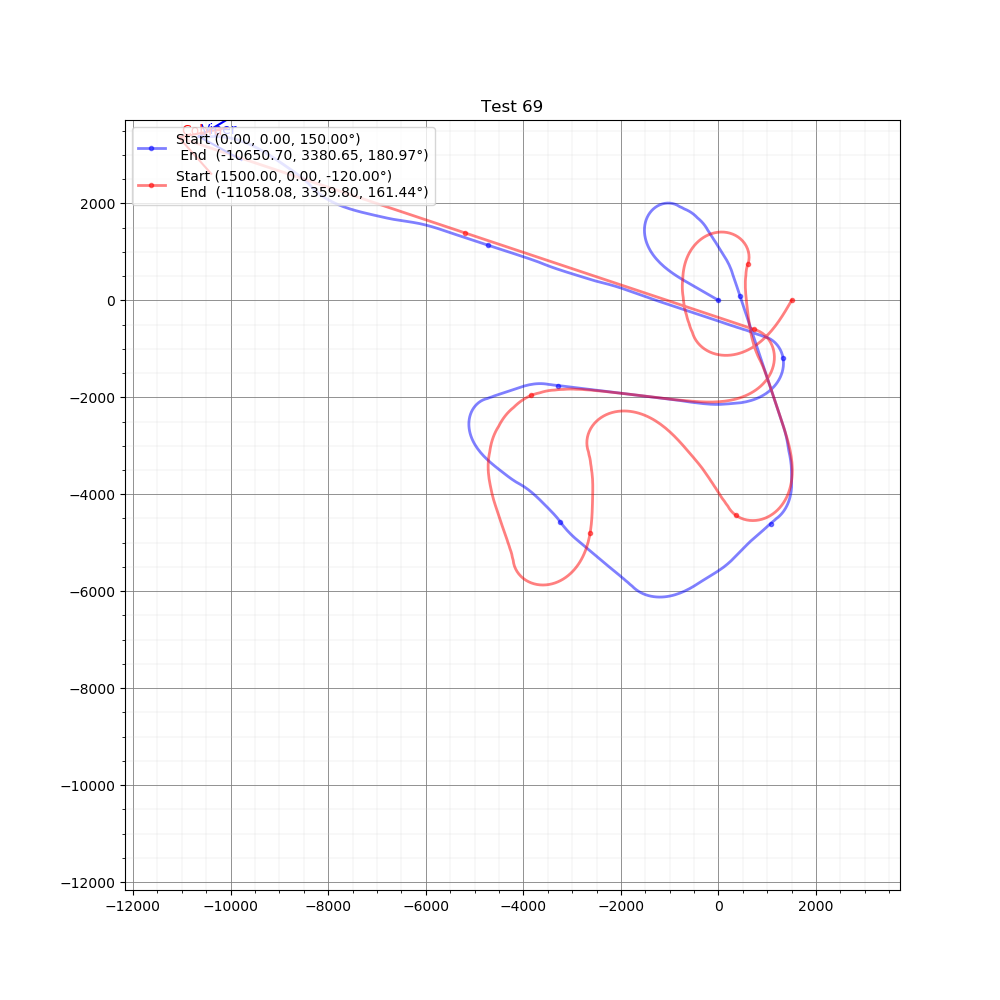 Test 69
Start (0.00, 0.00, 150.00°)
End (-10650.70, 3380.65, 180.97°)
Start (1500.00, 0.00, -120.00°)
End (-11058.08, 3359.80, 161.44°)
2000
0
−2000
−4000
−6000
−8000
−10000
−12000
−12000 −10000 −8000 −6000 −4000 −2000 0 2000